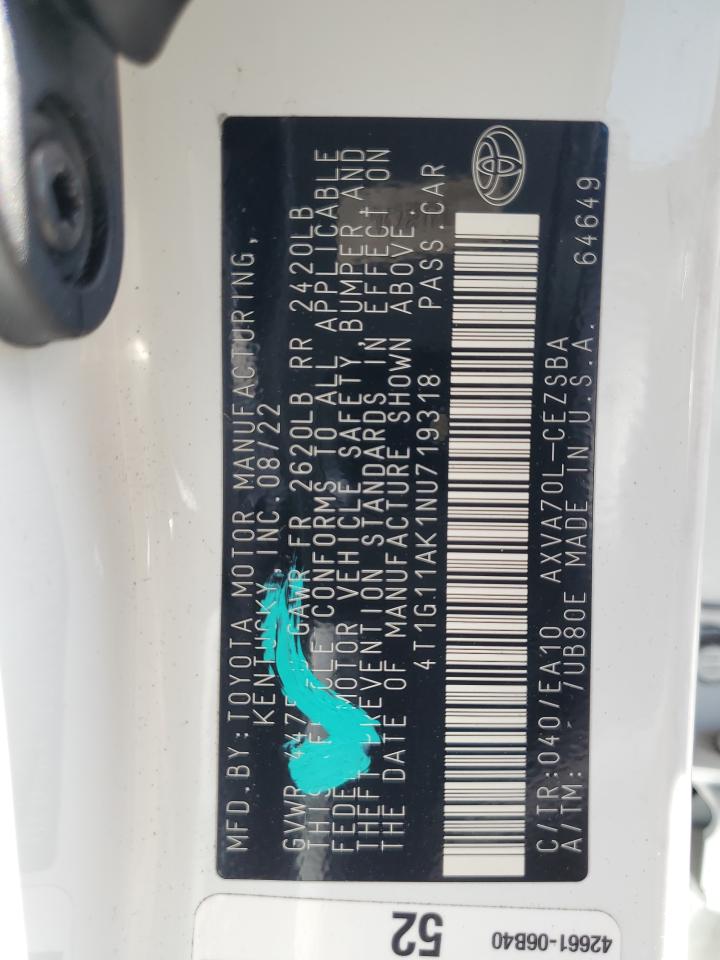 MFD.BY:TOYOTA MOTOR MANUFACTURING,
KENTUCKY, INC.08/22
GVWR GAWR FR 2620LB RR 2420LB
THIS CONFORMS TO ALL APPLICABLE
MOTOR VEHICLE SAFETY, BUMPER, AND
THEFT PREVENTION STANDARDS IN EFFECT ON
THE DATE OF MANUFACTURE SHOWN ABOVE.
4T1G11AK1NU719318 PASS.CAR
C/TR:040/EA10 AXVA70L-CEZSBA
A/TM: - /UB80E MADE IN U.S.A. 64649
52
42661-06B40